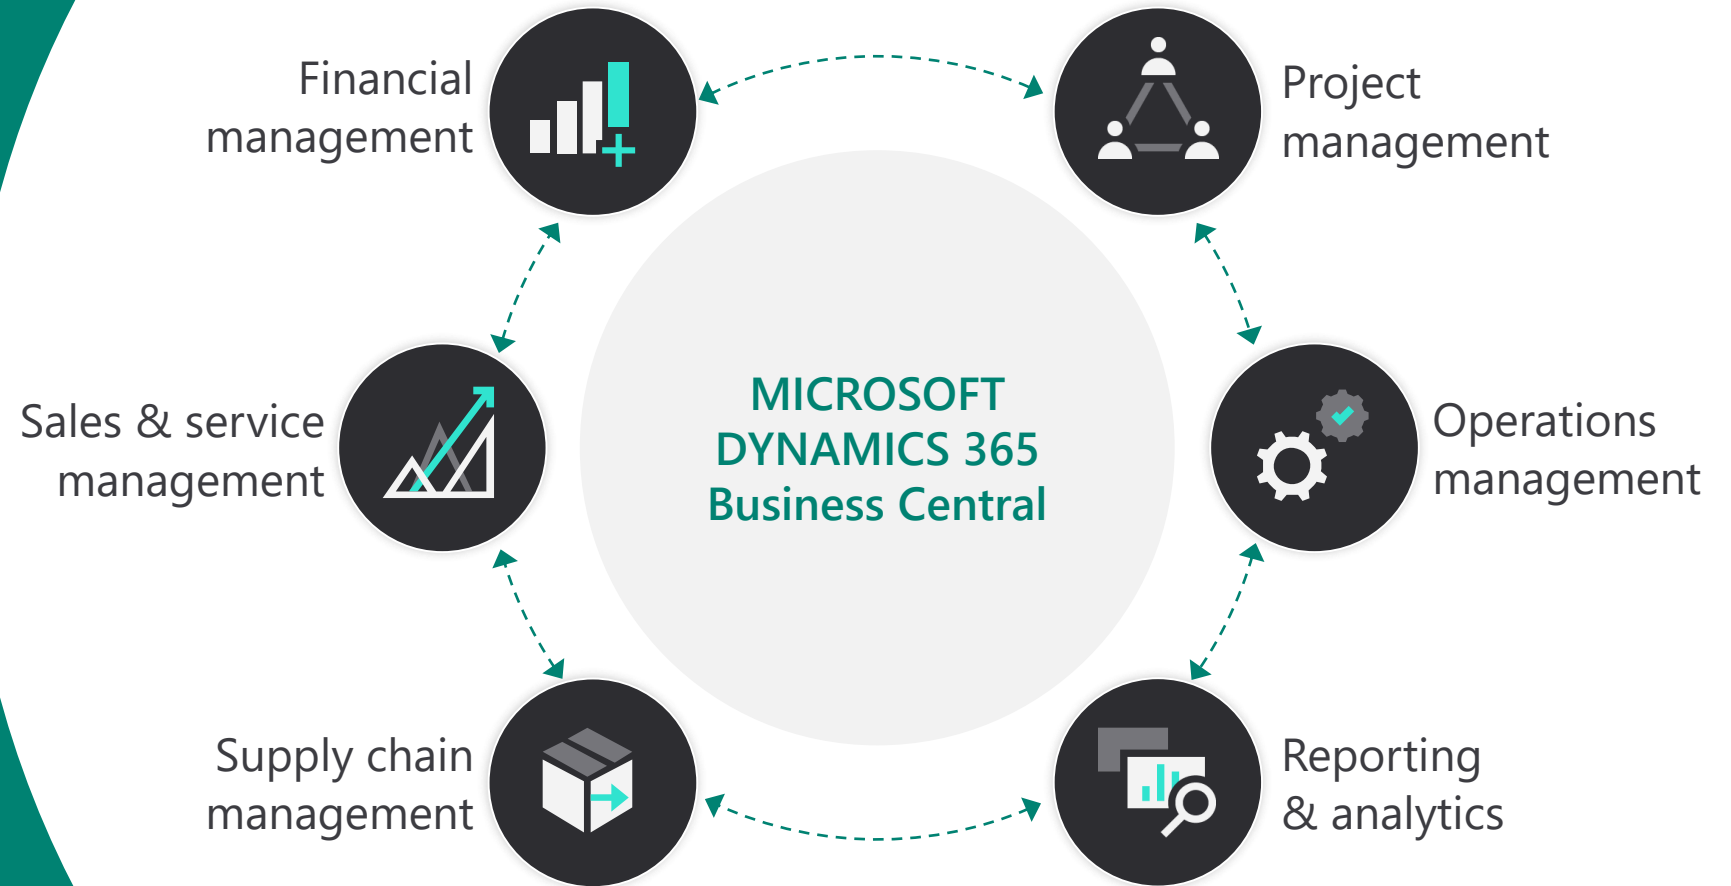 Financial
management
Project
management
Sales & service
management
MICROSOFT
DYNAMICS 365
Business Central
Operations
management
Supply chain
management
Reporting
& analytics